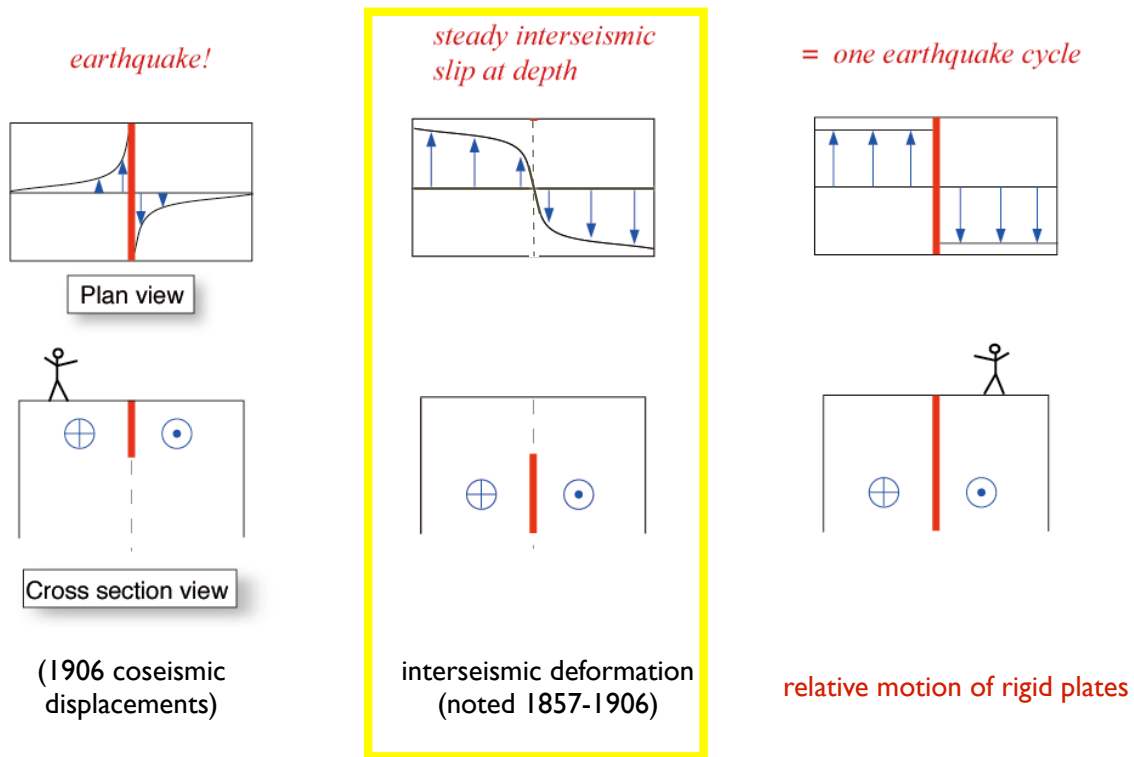 earthquake!
steady interseismic
slip at depth
= one earthquake cycle
Plan view
Cross section view
(1906 coseismic
displacements)
interseismic deformation
(noted 1857-1906)
relative motion of rigid plates